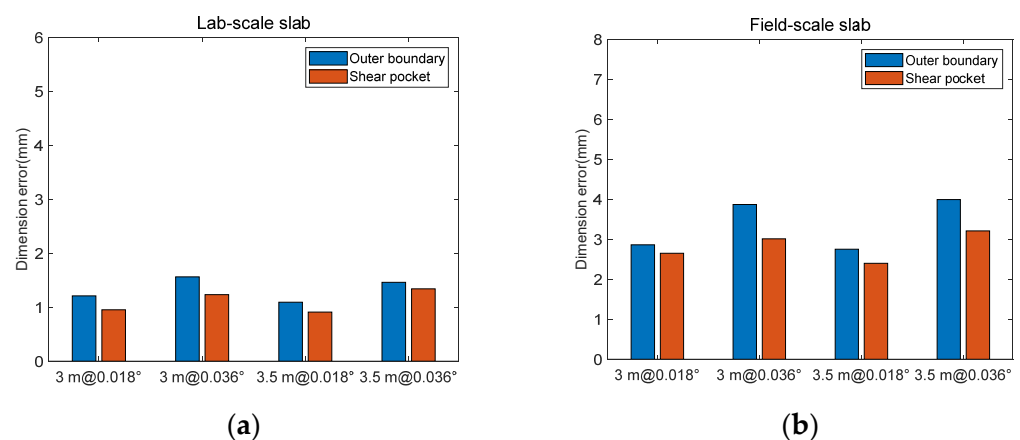 Lab-scale slab
6
5
4
3
2
1
0
Dimension error(mm)
Outer boundary
Shear pocket
3 m@0.018° 3 m@0.036° 3.5 m@0.018° 3.5 m@0.036°
(a)
Field-scale slab
8
7
6
5
4
3
2
1
0
Dimension error(mm)
Outer boundary
Shear pocket
3 m@0.018° 3 m@0.036° 3.5 m@0.018° 3.5 m@0.036°
(b)